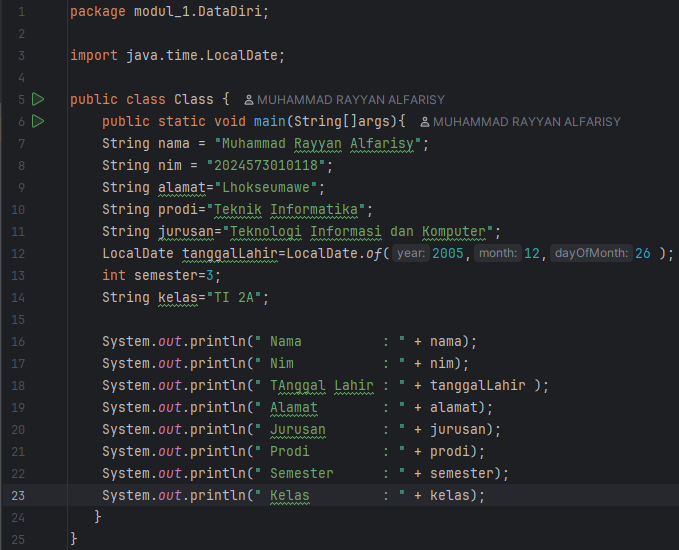 1 package modul_1.DataDiri;
2
3 import java.time.LocalDate;
4
5 public class Class { MUHAMMAD RAYYAN ALFARISY
6 public static void main(String[]args){ MUHAMMAD RAYYAN ALFARISY
7 String nama = "Muhammad Rayyan Alfarisy";
8 String nim = "2024573010118";
9 String alamat="Lhokseumawe";
10 String prodi="Teknik Informatika";
11 String jurusan="Teknologi Informasi dan Komputer";
12 LocalDate tanggalLahir=LocalDate.of( year: 2005, month: 12, dayOfMonth: 26 );
13 int semester=3;
14 String kelas="TI 2A";
15
16 System.out.println(" Nama          : " + nama);
17 System.out.println(" Nim           : " + nim);
18 System.out.println(" TAnggal Lahir : " + tanggalLahir );
19 System.out.println(" Alamat        : " + alamat);
20 System.out.println(" Jurusan       : " + jurusan);
21 System.out.println(" Prodi         : " + prodi);
22 System.out.println(" Semester      : " + semester);
23 System.out.println(" Kelas         : " + kelas);
24 }
25 }